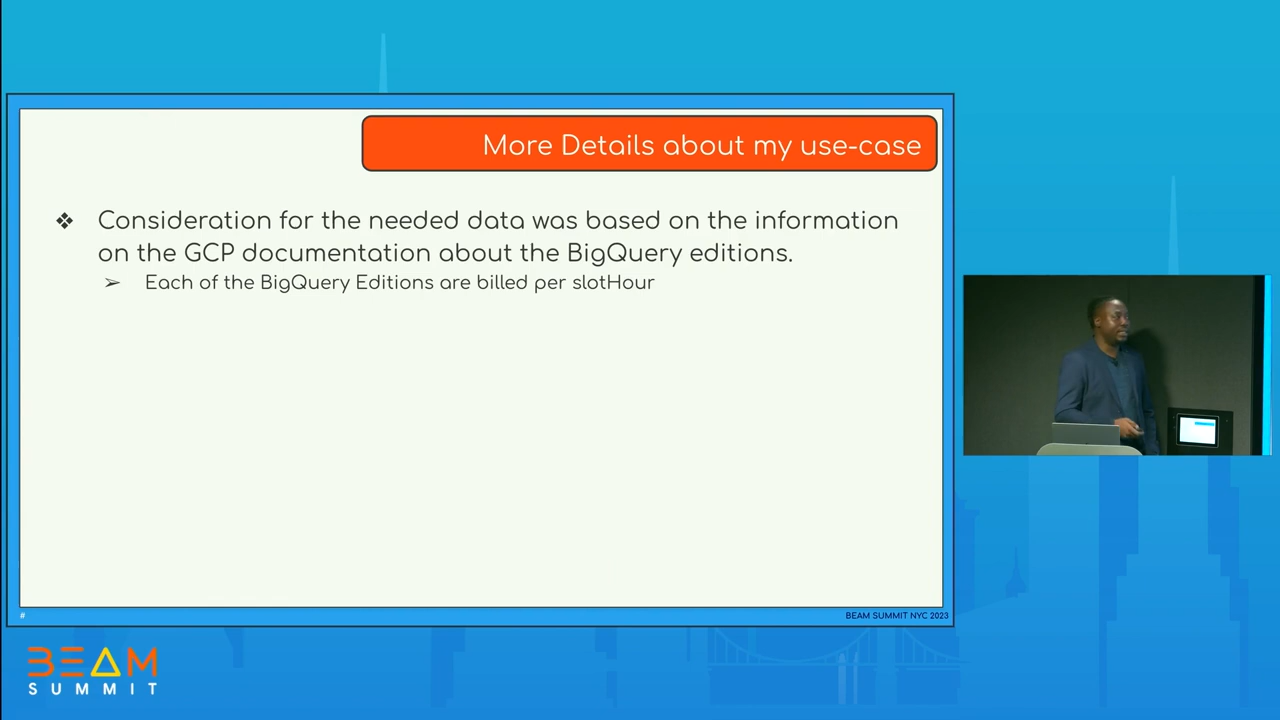 More Details about my use-case
❖ Consideration for the needed data was based on the information
on the GCP documentation about the BigQuery editions.
➢ Each of the BigQuery Editions are billed per slotHour
#
BEAM SUMMIT NYC 2023
BEAM
SUMMIT